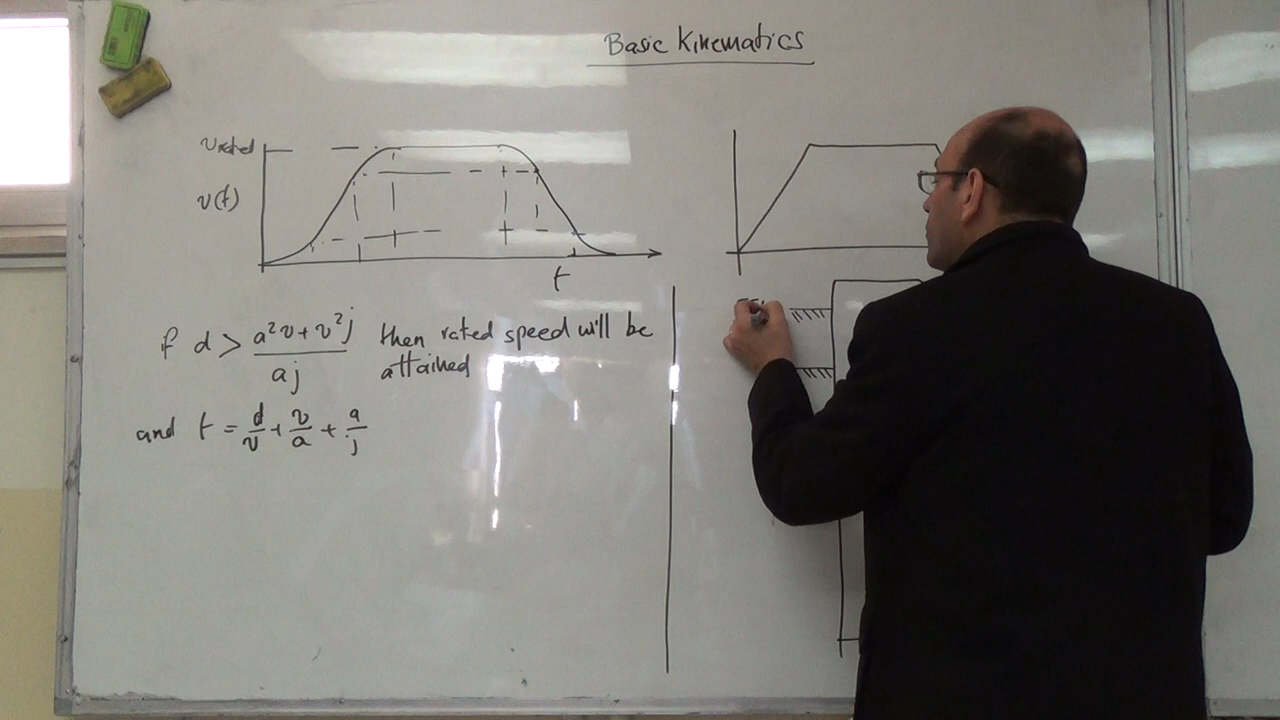 Basic Kinematics
v rated
v(t)
t
if d > (a²v + v²j) / (a j) then rated speed will be
attained
and t = d/v + v/a + a/j